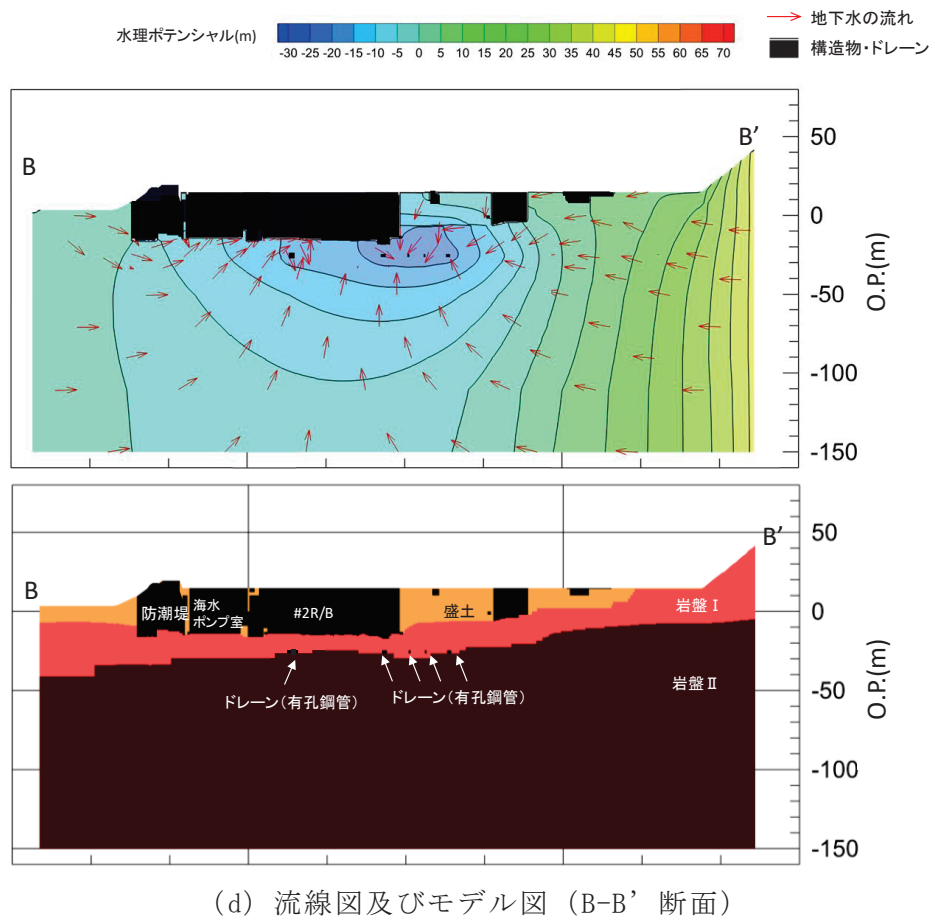 水理ポテンシャル(m)
-30 -25 -20 -15 -10 -5 0 5 10 15 20 25 30 35 40 45 50 55 60 65 70
地下水の流れ
構造物・ドレーン
B
B’
50
0
-50
-100
-150
O.P.(m)
B
B’
防潮堤
海水
ポンプ室
#2R/B
盛土
岩盤Ⅰ
岩盤Ⅱ
ドレーン(有孔鋼管)
ドレーン(有孔鋼管)
50
0
-50
-100
-150
O.P.(m)
(d) 流線図及びモデル図 (B-B’ 断面)